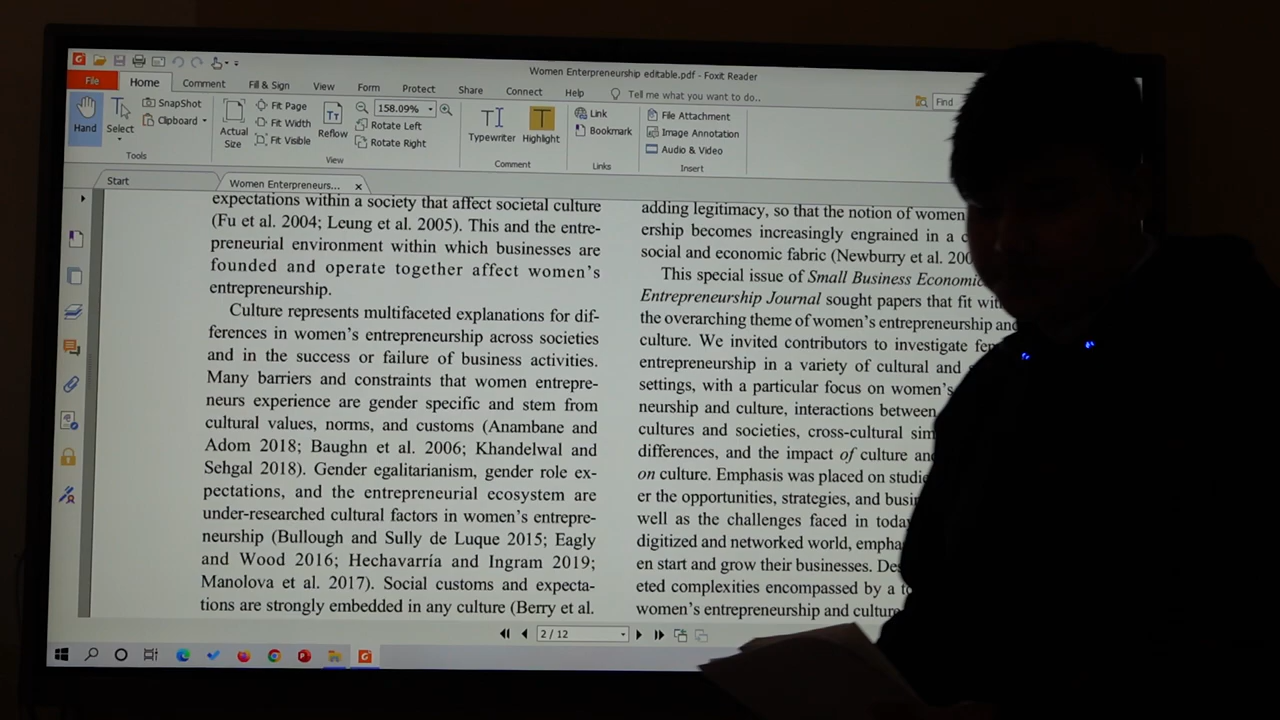 Women Enterpreneurship editable.pdf - Foxit Reader
File Home Comment Fill & Sign View Form Protect Share Connect Help Tell me what you want to do..
Find
Hand
Select
SnapShot
Clipboard
Tools
Actual Size
Fit Page
Fit Width
Fit Visible
Reflow
158.09%
Rotate Left
Rotate Right
View
Typewriter
Highlight
Comment
Link
Bookmark
Links
File Attachment
Image Annotation
Audio & Video
Insert
Start
Women Enterpreneurs...
expectations within a society that affect societal culture
(Fu et al. 2004; Leung et al. 2005). This and the entre-
preneurial environment within which businesses are
founded and operate together affect women's
entrepreneurship.
Culture represents multifaceted explanations for dif-
ferences in women's entrepreneurship across societies
and in the success or failure of business activities.
Many barriers and constraints that women entrepre-
neurs experience are gender specific and stem from
cultural values, norms, and customs (Anambane and
Adom 2018; Baughn et al. 2006; Khandelwal and
Sehgal 2018). Gender egalitarianism, gender role ex-
pectations, and the entrepreneurial ecosystem are
under-researched cultural factors in women's entrepre-
neurship (Bullough and Sully de Luque 2015; Eagly
and Wood 2016; Hechavarría and Ingram 2019;
Manolova et al. 2017). Social customs and expecta-
tions are strongly embedded in any culture (Berry et al.
adding legitimacy, so that the notion of women
ership becomes increasingly engrained in a
social and economic fabric (Newburry et al.
This special issue of Small Business
Entrepreneurship Journal sought papers that fit
the overarching theme of women's entrepreneurship and
culture. We invited contributors to investigate
entrepreneurship in a variety of cultural and
settings, with a particular focus on women's
neurship and culture, interactions between
cultures and societies, cross-cultural
differences, and the impact of culture
on culture. Emphasis was placed on
er the opportunities, strategies, and
well as the challenges faced in
digitized and networked world,
en start and grow their businesses.
eted complexities encompassed by a
women's entrepreneurship and
2 / 12